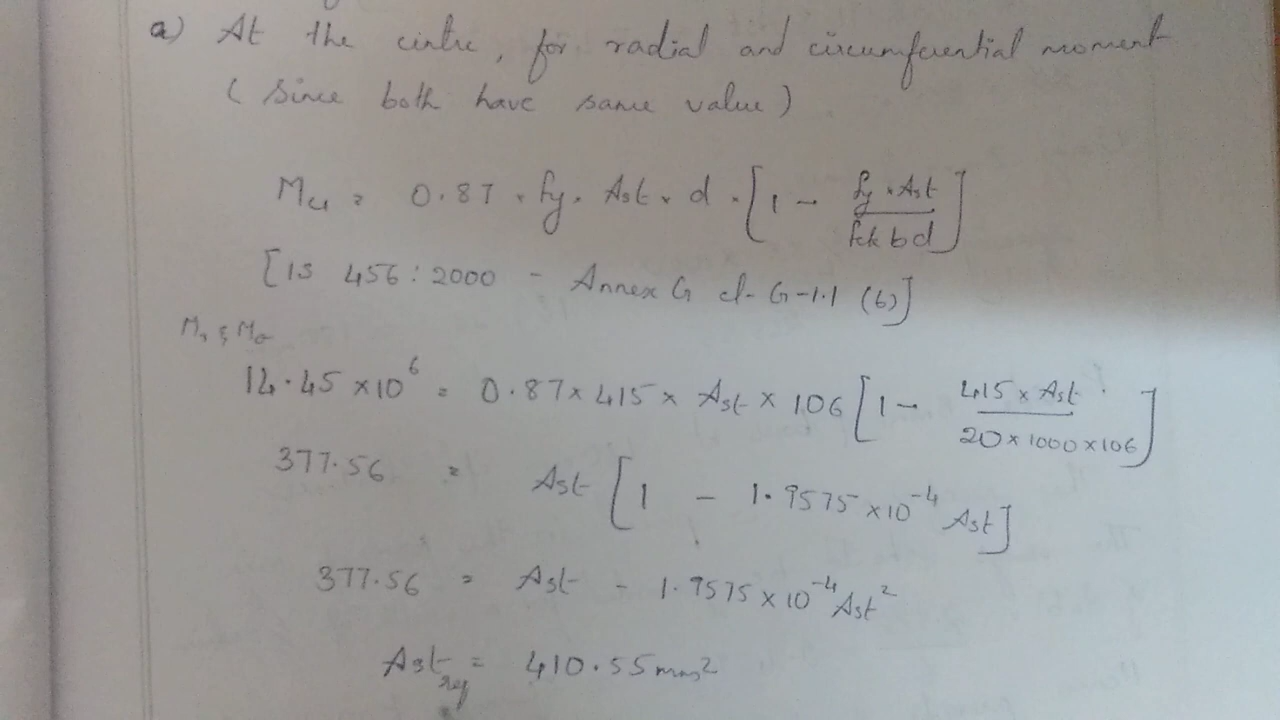 a) At the centre, for radial and circumferential moment
(Since both have same value)
Mu = 0.87 × fy × Ast × d × [1 - fy × Ast / fck b d]
[IS 456:2000 - Annex G cl- G-1.1 (b)]
Mr & Mθ
14.45 × 10⁶ = 0.87 × 415 × Ast × 106 [1 - 415 × Ast / 20 × 1000 × 106]
377.56 = Ast [1 - 1.9575 × 10⁻⁴ Ast]
377.56 = Ast - 1.9575 × 10⁻⁴ Ast²
Ast req = 410.55 mm²